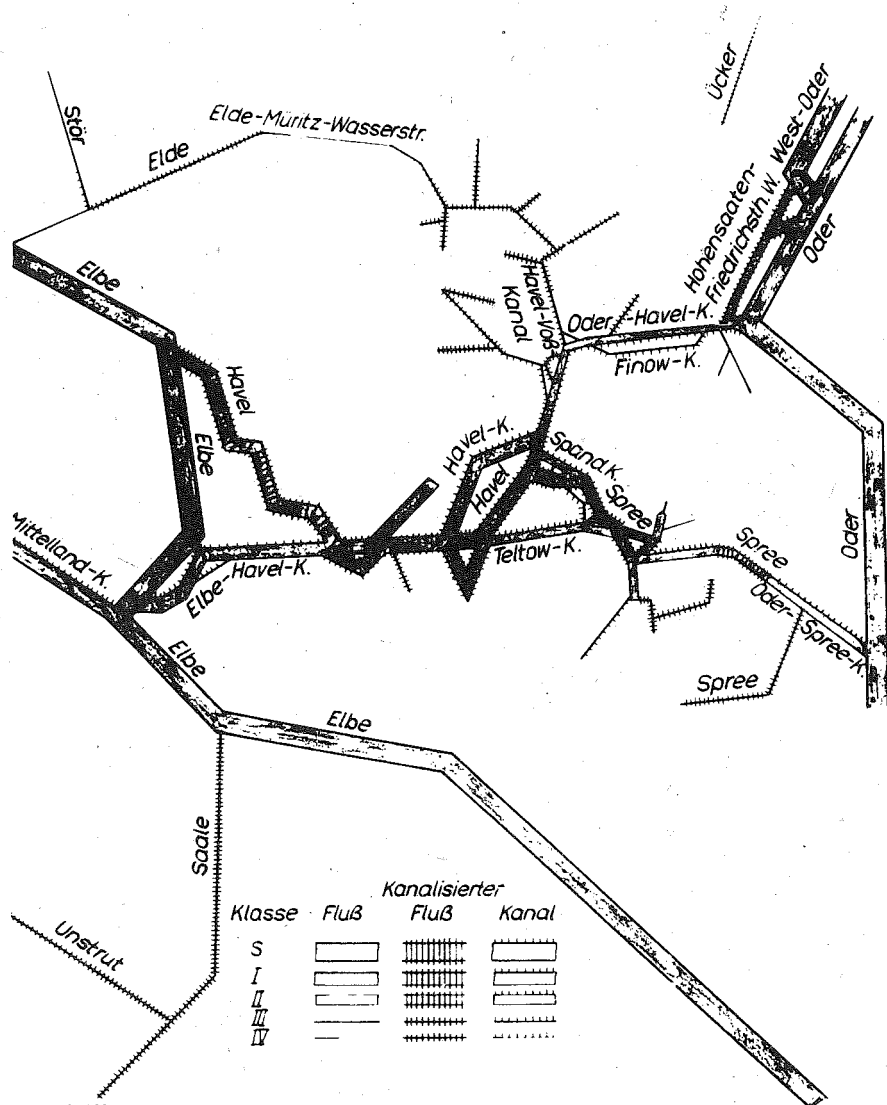 Ücker
Stör
Elde-Müritz-Wasserstr.
Elde
Hohensaaten-
Friedrichsth. W.
West-Oder
Oder
Elbe
Havel-Voß
Kanal
Oder-Havel-K.
Finow-K.
Havel
Elbe
Havel-K.
Spand K.
Havel
Spree
Oder
Mittelland-K.
Havel-K.
Elbe-
Teltow-K.
Spree
Oder-
Spree-K
Elbe
Spree
Elbe
Saale
Unstrut
Kanalisierter
Klasse Fluß Fluß Kanal
S
I
II
III
IV